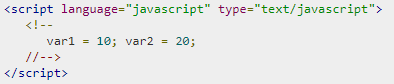 <script language="javascript" type="text/javascript">
<!--
var1 = 10; var2 = 20;
//-->
</script>